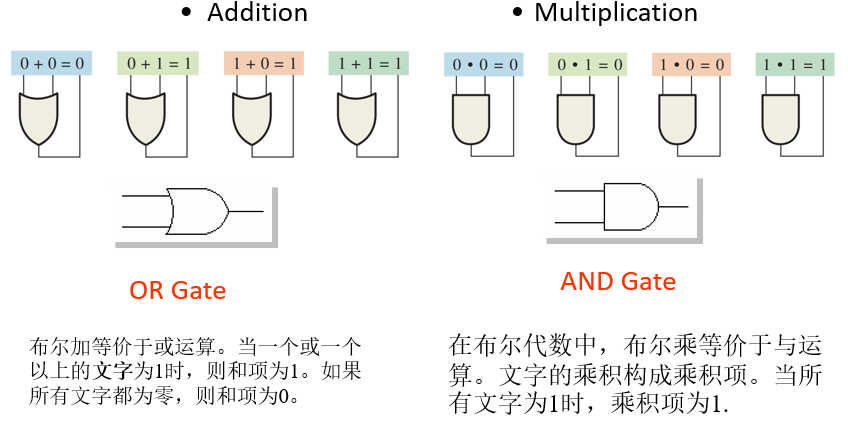 • Addition
0 + 0 = 0
0 + 1 = 1
1 + 0 = 1
1 + 1 = 1
OR Gate
布尔加等价于或运算。当一个或一个
以上的文字为1时，则和项为1。如果
所有文字都为零，则和项为0。
• Multiplication
0 • 0 = 0
0 • 1 = 0
1 • 0 = 0
1 • 1 = 1
AND Gate
在布尔代数中，布尔乘等价于与运
算。文字的乘积构成乘积项。当所
有文字为1时，乘积项为1.